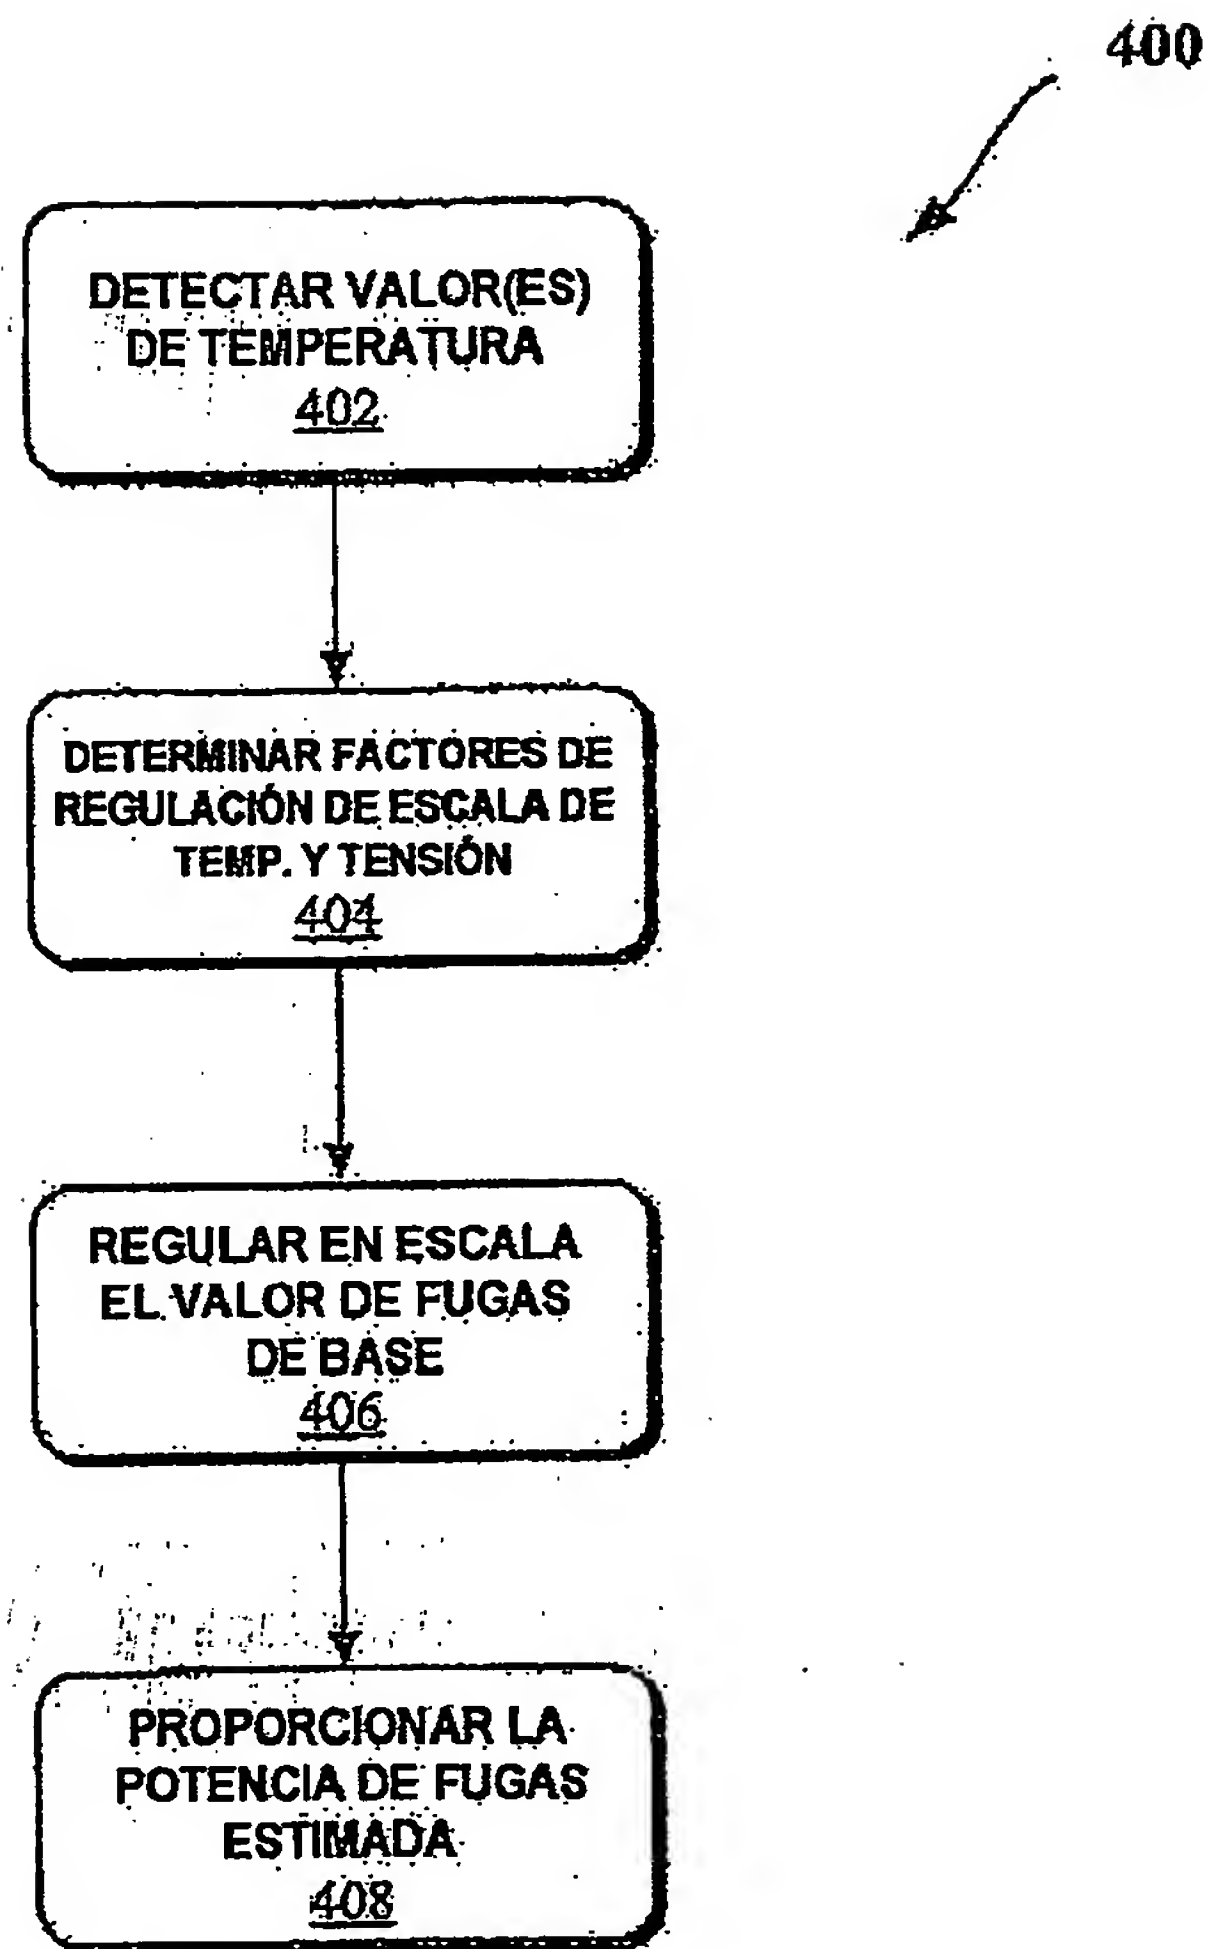 400
DETECTAR VALOR(ES)
DE TEMPERATURA
402
DETERMINAR FACTORES DE
REGULACIÓN DE ESCALA DE
TEMP. Y TENSIÓN
404
REGULAR EN ESCALA
EL VALOR DE FUGAS
DE BASE
406
PROPORCIONAR LA
POTENCIA DE FUGAS
ESTIMADA
408